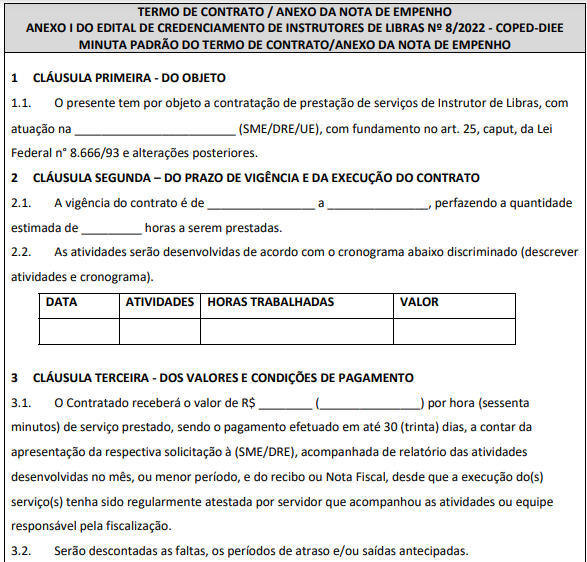 TERMO DE CONTRATO / ANEXO DA NOTA DE EMPENHO
ANEXO I DO EDITAL DE CREDENCIAMENTO DE INSTRUTORES DE LIBRAS Nº 8/2022 - COPED-DIEE
MINUTA PADRÃO DO TERMO DE CONTRATO/ANEXO DA NOTA DE EMPENHO
1 CLÁUSULA PRIMEIRA - DO OBJETO
1.1. O presente tem por objeto a contratação de prestação de serviços de Instrutor de Libras, com
atuação na ________________________ (SME/DRE/UE), com fundamento no art. 25, caput, da Lei
Federal n° 8.666/93 e alterações posteriores.
2 CLÁUSULA SEGUNDA – DO PRAZO DE VIGÊNCIA E DA EXECUÇÃO DO CONTRATO
2.1. A vigência do contrato é de ________________ a _______________, perfazendo a quantidade
estimada de _________ horas a serem prestadas.
2.2. As atividades serão desenvolvidas de acordo com o cronograma abaixo discriminado (descrever
atividades e cronograma).
DATA ATIVIDADES HORAS TRABALHADAS VALOR
3 CLÁUSULA TERCEIRA - DOS VALORES E CONDIÇÕES DE PAGAMENTO
3.1. O Contratado receberá o valor de R$ ________ (_______________) por hora (sessenta
minutos) de serviço prestado, sendo o pagamento efetuado em até 30 (trinta) dias, a contar da
apresentação da respectiva solicitação à (SME/DRE), acompanhada de relatório das atividades
desenvolvidas no mês, ou menor período, e do recibo ou Nota Fiscal, desde que a execução do(s)
serviço(s) tenha sido regularmente atestada por servidor que acompanhou as atividades ou equipe
responsável pela fiscalização.
3.2. Serão descontadas as faltas, os períodos de atraso e/ou saídas antecipadas.